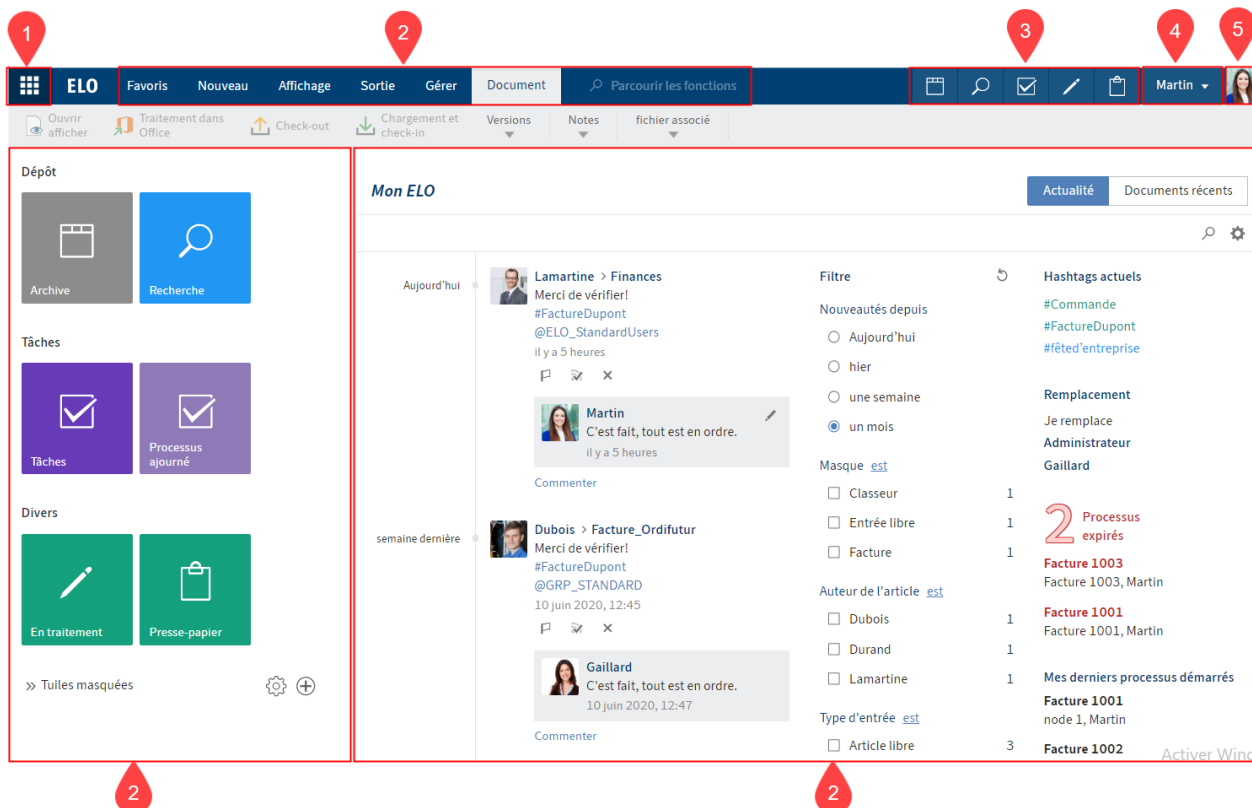 1
2
3
4
5
ELO
Favoris
Nouveau
Affichage
Sortie
Gérer
Document
Parcourir les fonctions
Martin
Ouvrir
afficher
Traitement dans
Office
Check-out
Chargement et
check-in
Versions
Notes
fichier associé
Dépôt
Archive
Recherche
Tâches
Tâches
Processus
ajourné
Divers
En traitement
Presse-papier
Tuiles masquées
Mon ELO
Actualité
Documents récents
Aujourd'hui
Lamartine > Finances
Merci de vérifier!
#FactureDupont
@ELO_StandardUsers
il y a 5 heures
Martin
C'est fait, tout est en ordre.
il y a 5 heures
Commenter
semaine dernière
Dubois > Facture_Ordifutur
Merci de vérifier!
#FactureDupont
@GRP_STANDARD
10 juin 2020, 12:45
Gaillard
C'est fait, tout est en ordre.
10 juin 2020, 12:47
Commenter
Filtre
Nouveautés depuis
Aujourd'hui
hier
une semaine
un mois
Masque est
Classeur 1
Entrée libre 1
Facture 1
Auteur de l'article est
Dubois 1
Durand 1
Lamartine 1
Type d'entrée est
Article libre 3
Hashtags actuels
#Commande
#FactureDupont
#fêted'entreprise
Remplacement
Je remplace
Administrateur
Gaillard
2 Processus
expirés
Facture 1003
Facture 1003, Martin
Facture 1001
Facture 1001, Martin
Mes derniers processus démarrés
Facture 1001
node 1, Martin
Facture 1002
Activer Wind
2
2